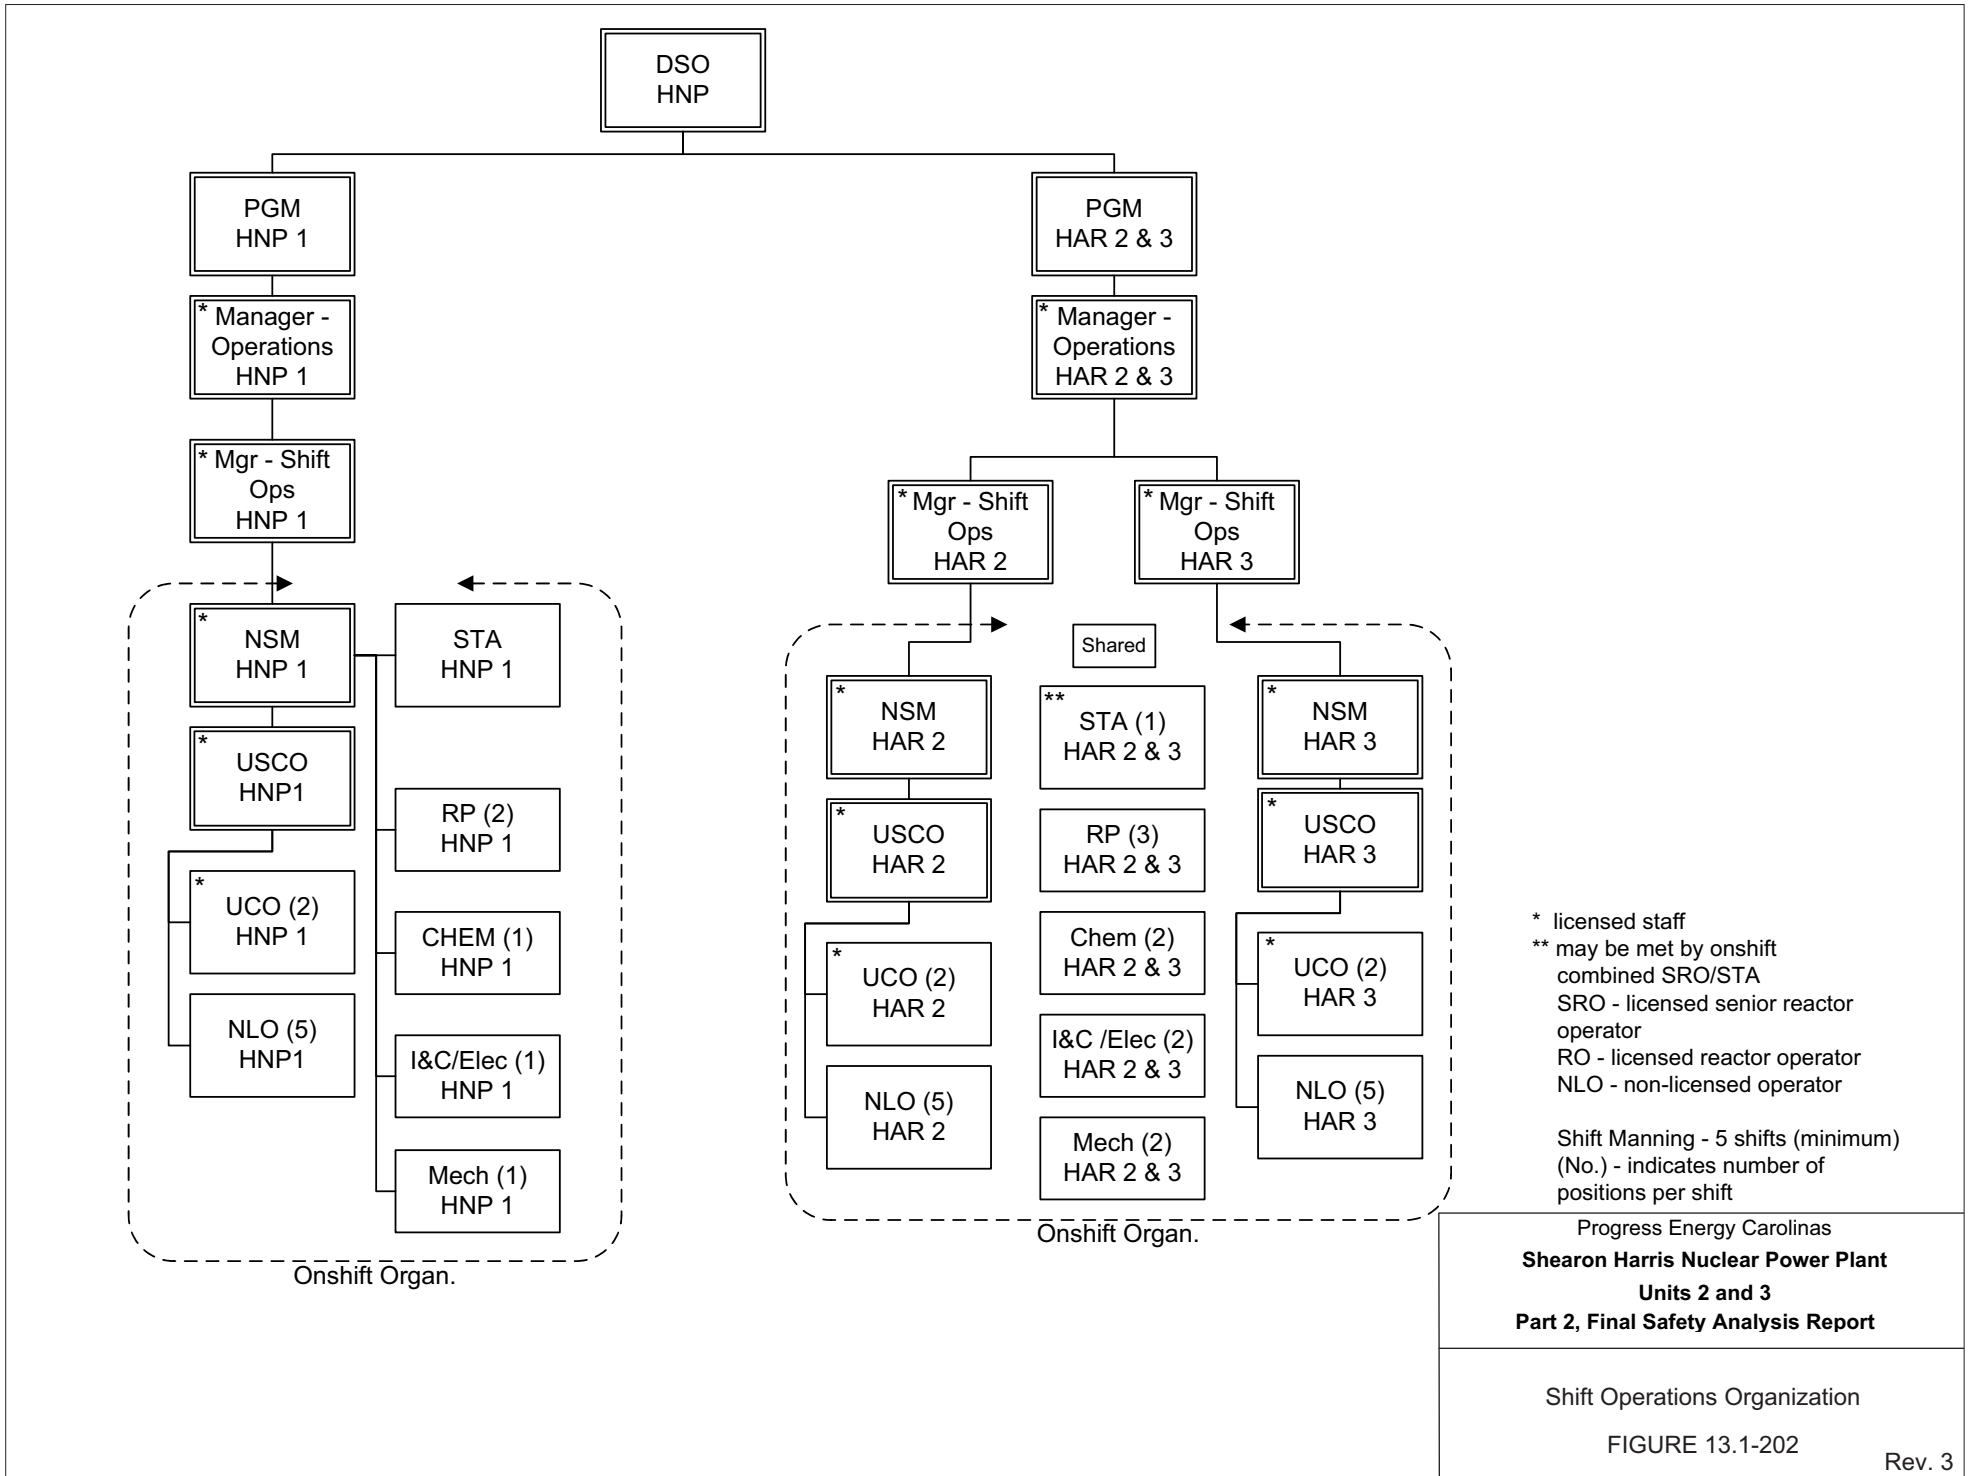 DSO
HNP
PGM
HNP 1
PGM
HAR 2 & 3
* Manager -
Operations
HNP 1
* Manager -
Operations
HAR 2 & 3
* Mgr - Shift
Ops
HNP 1
* Mgr - Shift
Ops
HAR 2
* Mgr - Shift
Ops
HAR 3
*
NSM
HNP 1
STA
HNP 1
*
USCO
HNP1
RP (2)
HNP 1
*
UCO (2)
HNP 1
CHEM (1)
HNP 1
NLO (5)
HNP1
I&C/Elec (1)
HNP 1
Mech (1)
HNP 1
Onshift Organ.
Shared
*
NSM
HAR 2
**
STA (1)
HAR 2 & 3
*
NSM
HAR 3
*
USCO
HAR 2
RP (3)
HAR 2 & 3
*
USCO
HAR 3
*
UCO (2)
HAR 2
Chem (2)
HAR 2 & 3
*
UCO (2)
HAR 3
I&C /Elec (2)
HAR 2 & 3
NLO (5)
HAR 2
Mech (2)
HAR 2 & 3
NLO (5)
HAR 3
Onshift Organ.
* licensed staff
** may be met by onshift
combined SRO/STA
SRO - licensed senior reactor
operator
RO - licensed reactor operator
NLO - non-licensed operator
Shift Manning - 5 shifts (minimum)
(No.) - indicates number of
positions per shift
Progress Energy Carolinas
Shearon Harris Nuclear Power Plant
Units 2 and 3
Part 2, Final Safety Analysis Report
Shift Operations Organization
FIGURE 13.1-202
Rev. 3